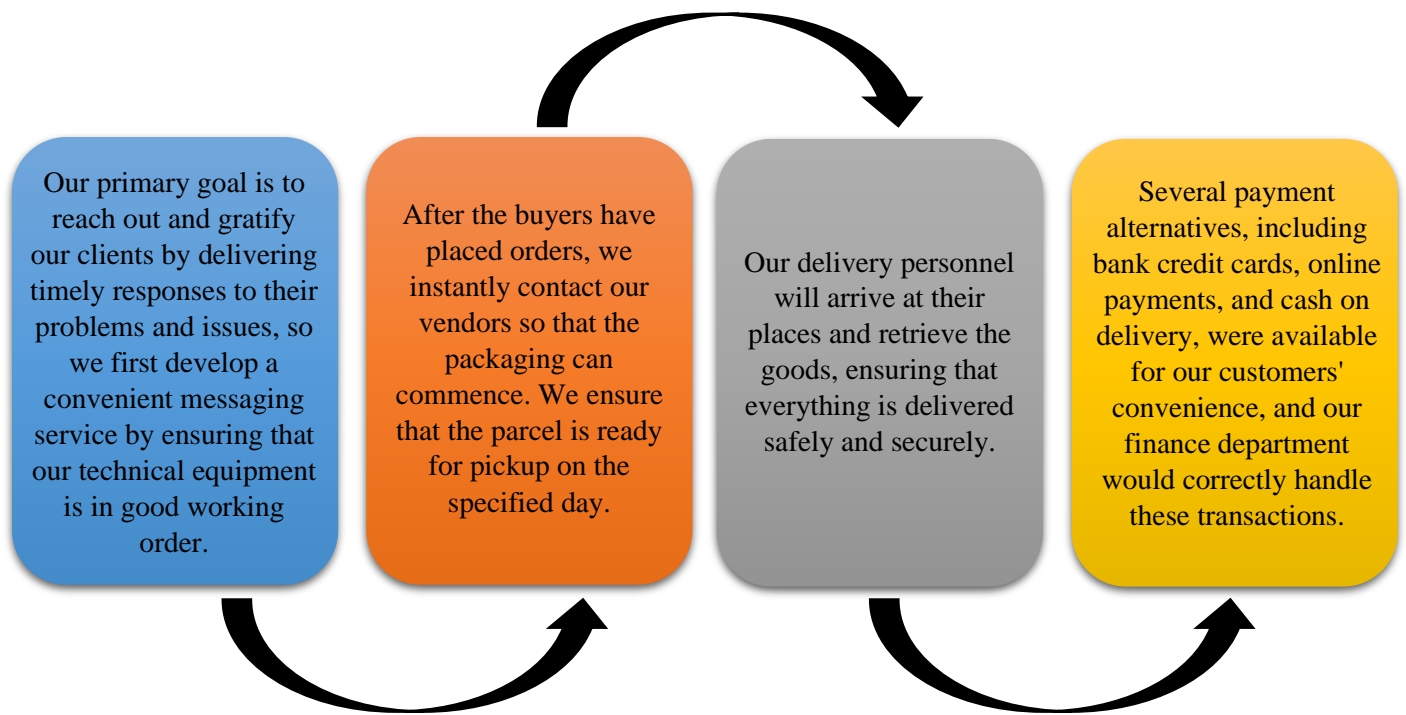 Our primary goal is to
reach out and gratify
our clients by delivering
timely responses to their
problems and issues, so
we first develop a
convenient messaging
service by ensuring that
our technical equipment
is in good working
order.
After the buyers have
placed orders, we
instantly contact our
vendors so that the
packaging can
commence. We ensure
that the parcel is ready
for pickup on the
specified day.
Our delivery personnel
will arrive at their
places and retrieve the
goods, ensuring that
everything is delivered
safely and securely.
Several payment
alternatives, including
bank credit cards, online
payments, and cash on
delivery, were available
for our customers'
convenience, and our
finance department
would correctly handle
these transactions.